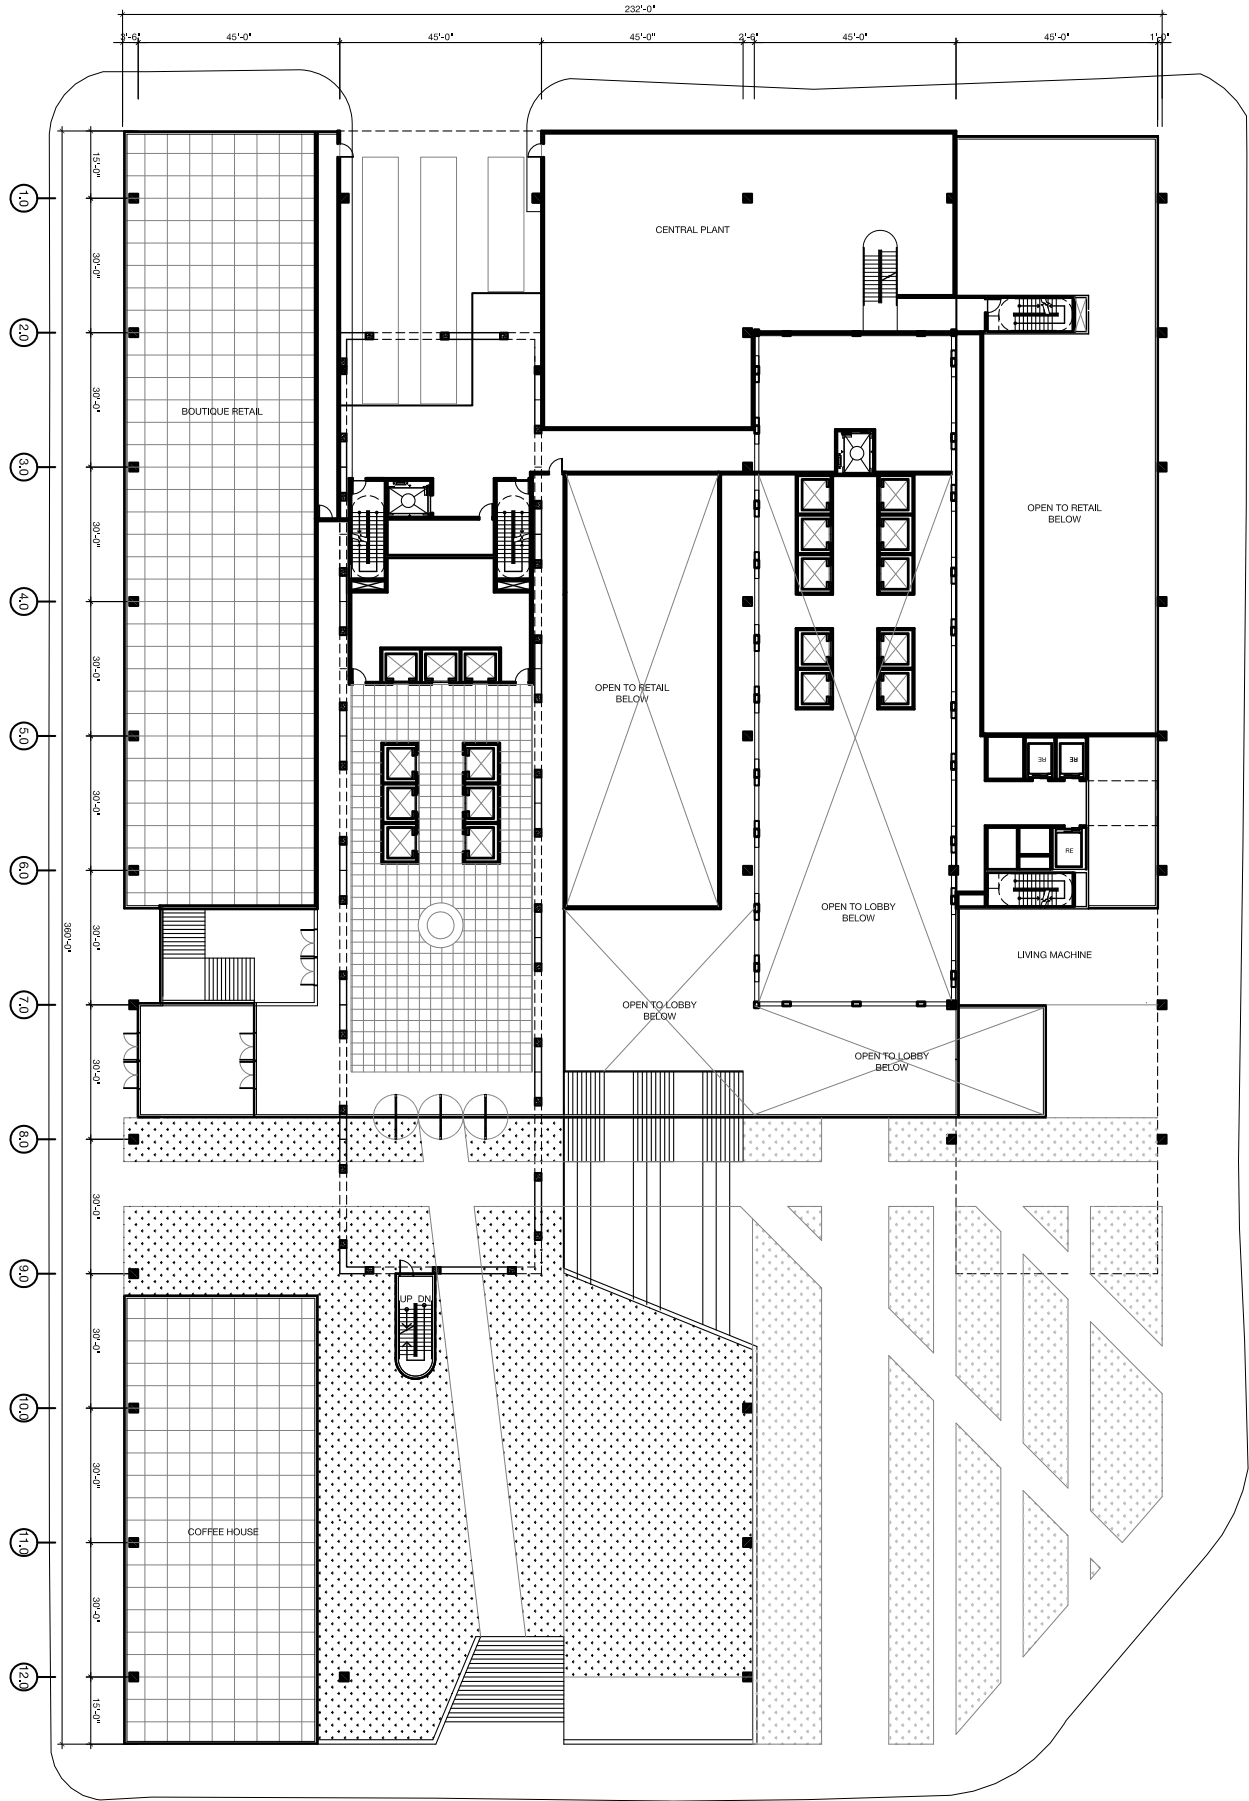 232'-0"
3'-6"
45'-0"
45'-0"
45'-0"
2'-6"
45'-0"
45'-0"
1'-0"
15'-0"
1.0
CENTRAL PLANT
30'-0"
2.0
30'-0"
BOUTIQUE RETAIL
3.0
OPEN TO RETAIL
BELOW
30'-0"
4.0
30'-0"
OPEN TO RETAIL
BELOW
5.0
RE
RE
30'-0"
RE
6.0
OPEN TO LOBBY
BELOW
30'-0"
360'-0"
LIVING MACHINE
7.0
OPEN TO LOBBY
BELOW
30'-0"
OPEN TO LOBBY
BELOW
8.0
30'-0"
9.0
UP DN
30'-0"
10.0
30'-0"
COFFEE HOUSE
11.0
30'-0"
12.0
15'-0"